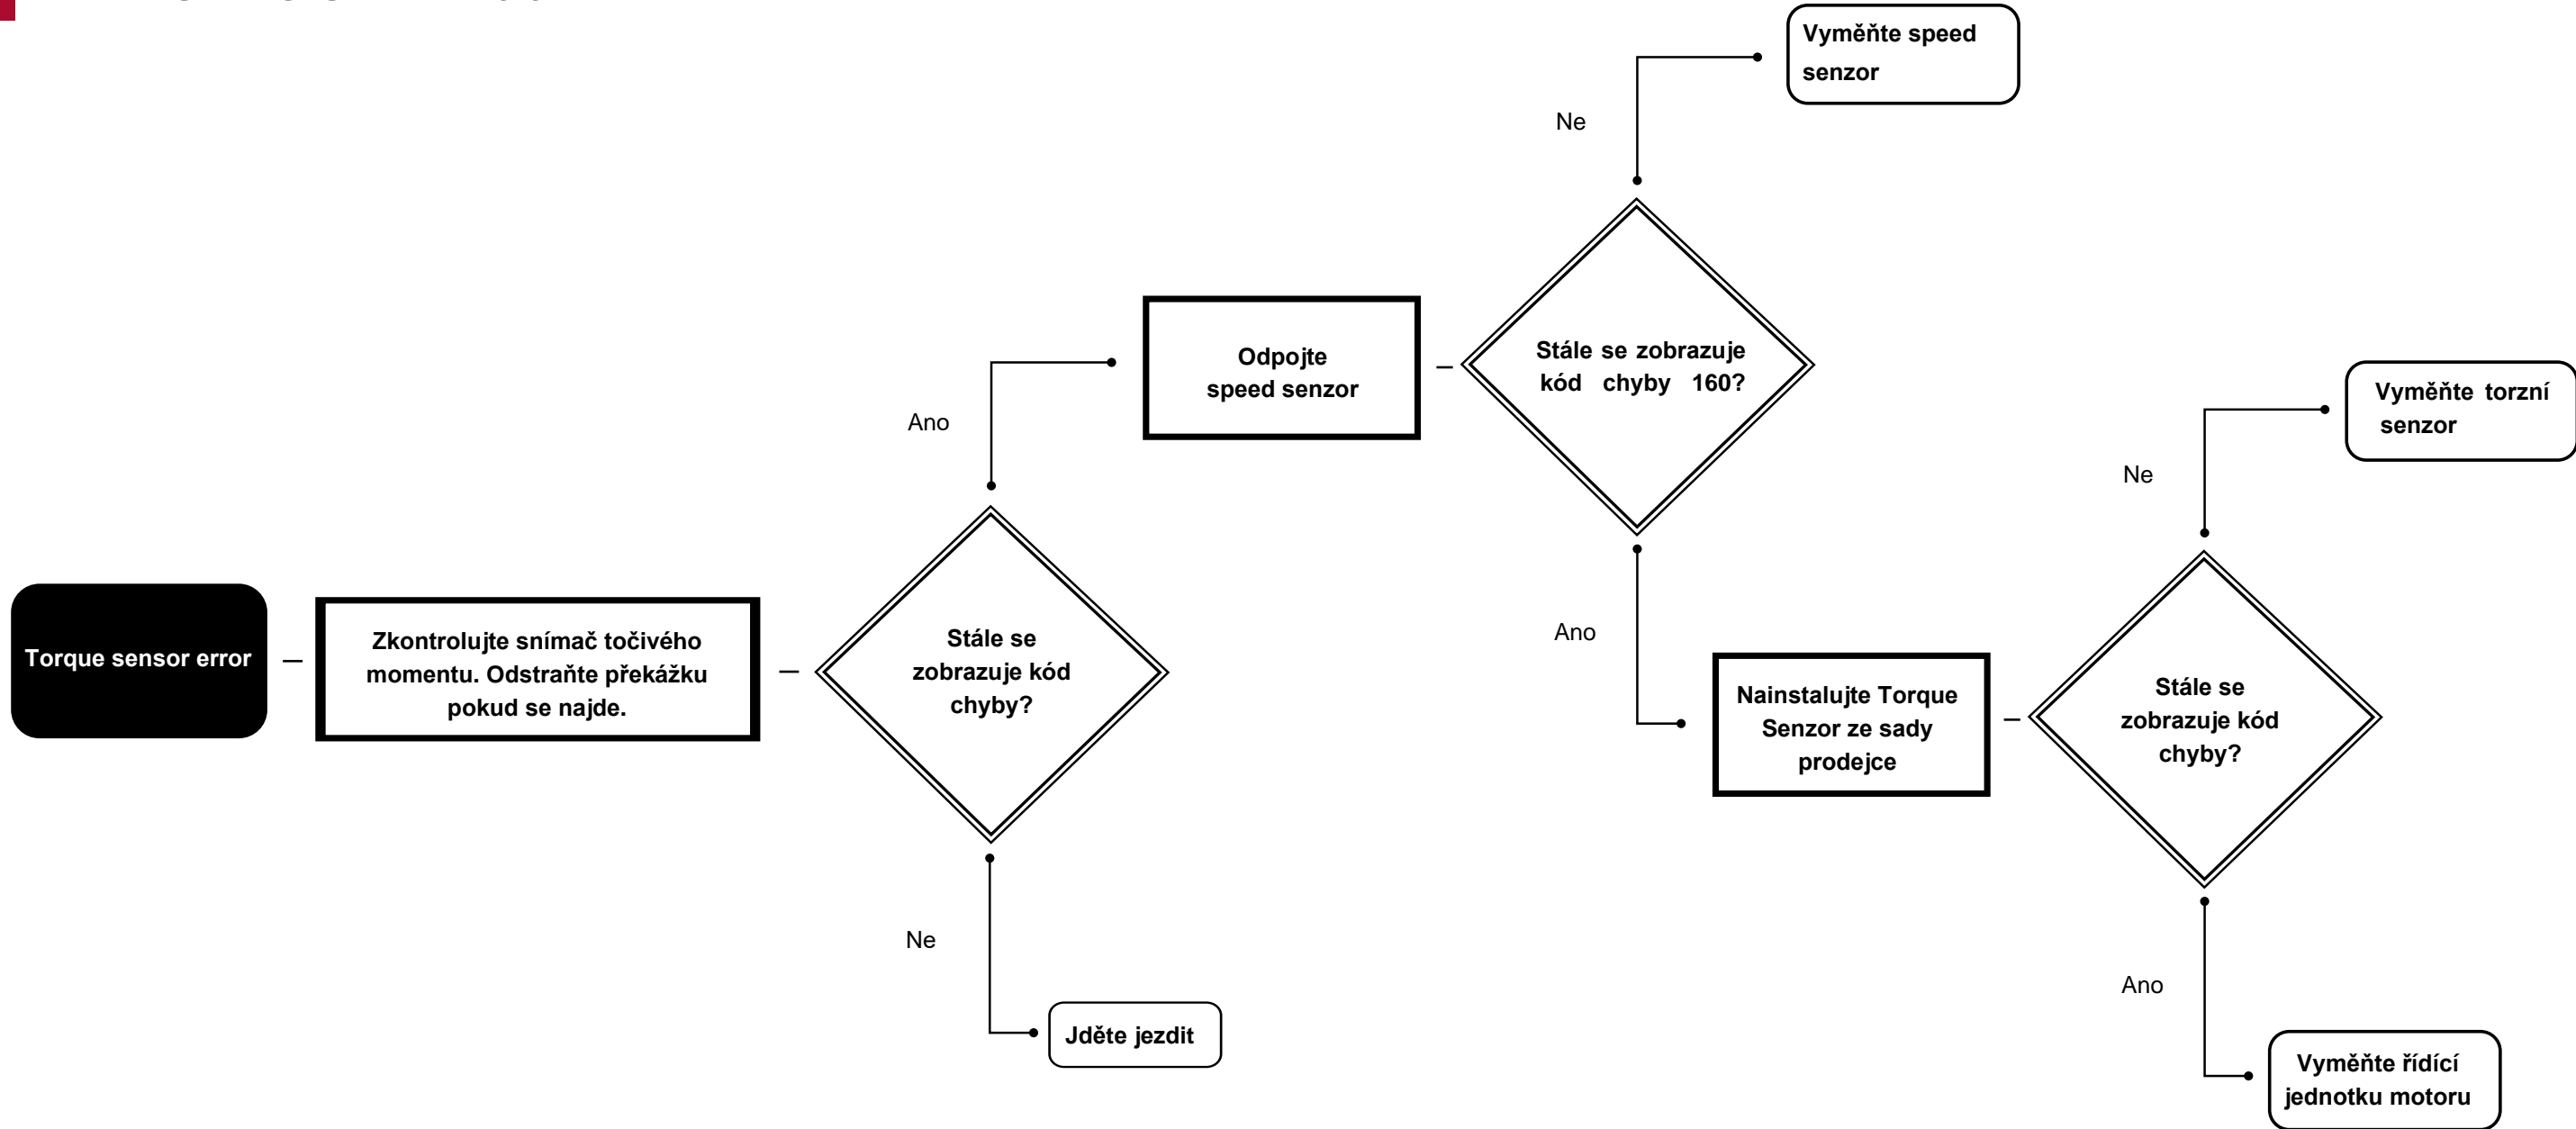 Torque sensor error
Zkontrolujte snímač točivého
momentu. Odstraňte překážku
pokud se najde.
Stále se
zobrazuje kód
chyby?
Ano
Ne
Jděte jezdit
Odpojte
speed senzor
Stále se zobrazuje
kód chyby 160?
Ne
Vyměňte speed
senzor
Ano
Nainstalujte Torque
Senzor ze sady
prodejce
Stále se
zobrazuje kód
chyby?
Ne
Vyměňte torzní
senzor
Ano
Vyměňte řídící
jednotku motoru